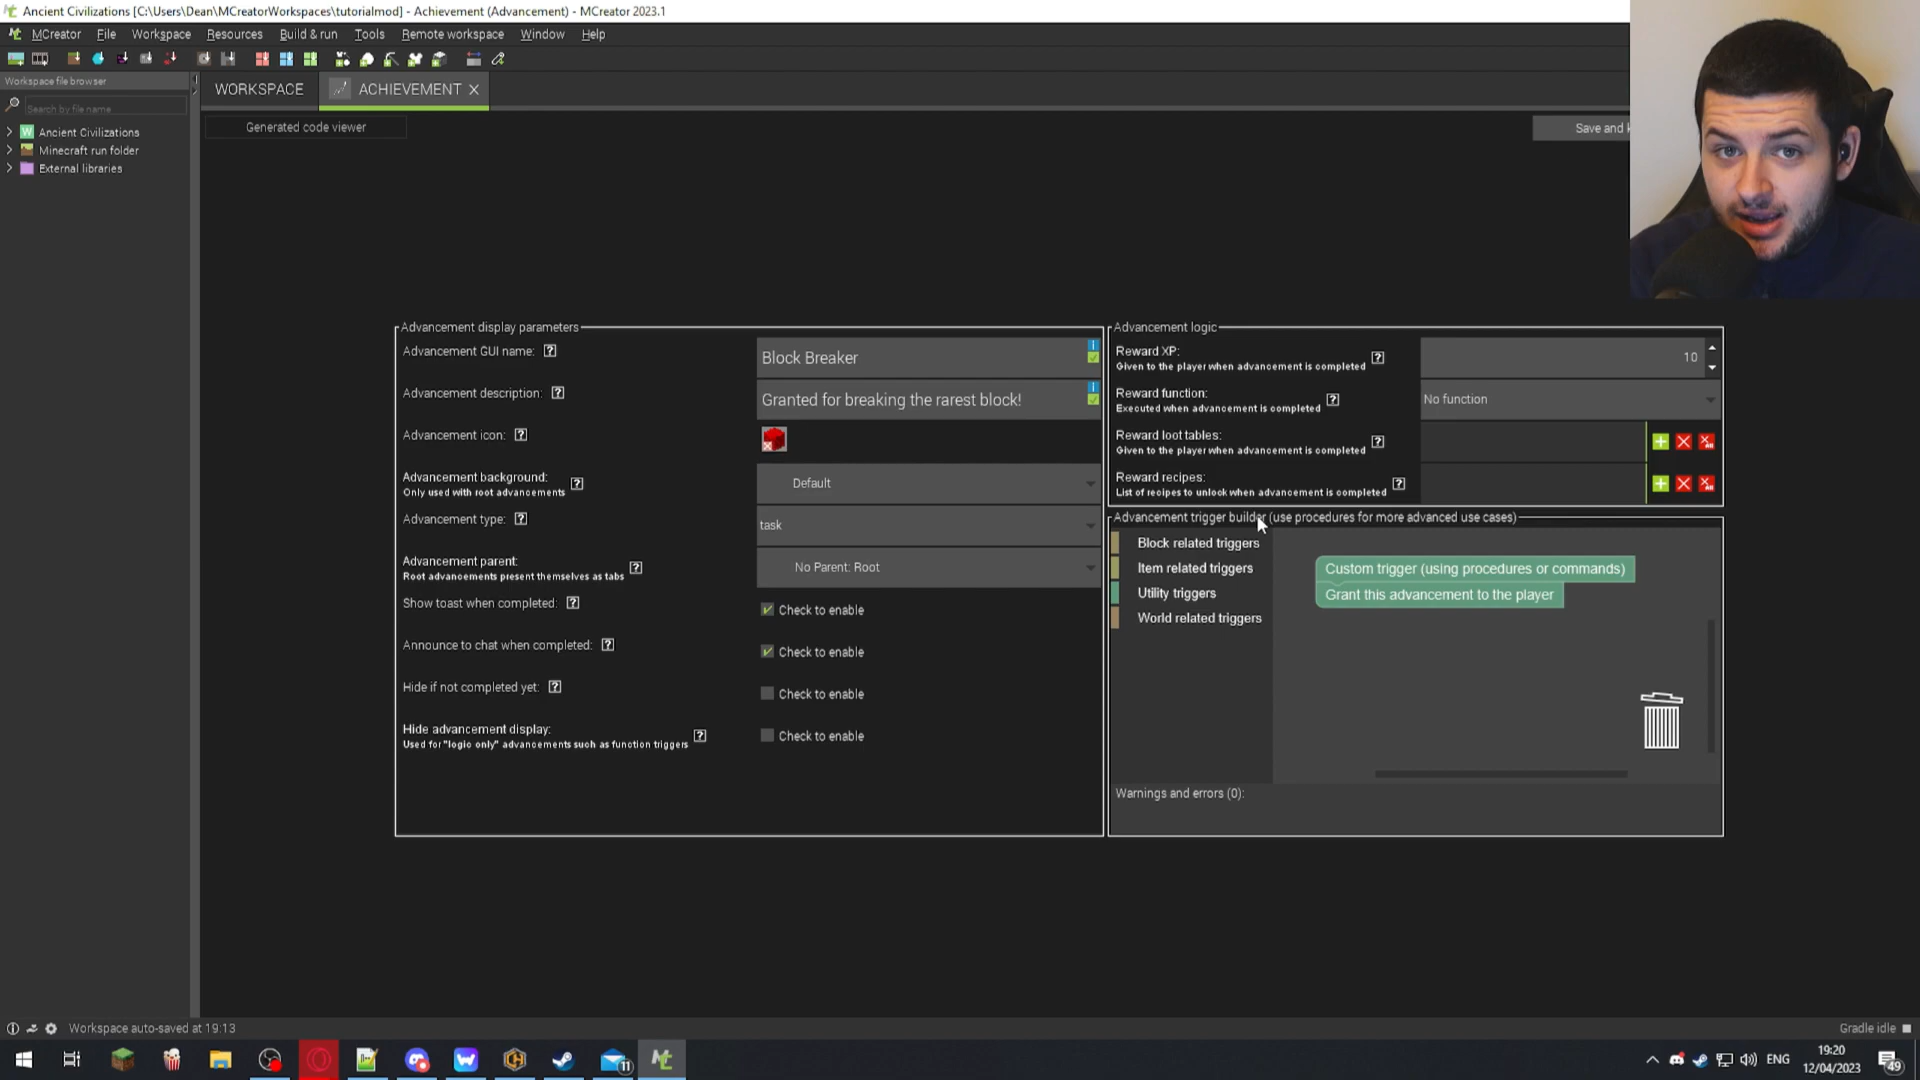 Ancient Civilizations [C:\Users\Dean\MCreatorWorkspaces\tutorialmod] - Achievement (Advancement) - MCreator 2023.1
MCreator File Workspace Resources Build & run Tools Remote workspace Window Help
Workspace file browser
Search by file name
Ancient Civilizations
Minecraft run folder
External libraries
WORKSPACE
ACHIEVEMENT
Generated code viewer
Save and
Advancement display parameters
Advancement GUI name: ?
Block Breaker
Advancement description: ?
Granted for breaking the rarest block!
Advancement icon: ?
Advancement background: ?
Only used with root advancements
Default
Advancement type: ?
task
Advancement parent: ?
Root advancements present themselves as tabs
No Parent: Root
Show toast when completed: ?
Check to enable
Announce to chat when completed: ?
Check to enable
Hide if not completed yet: ?
Check to enable
Hide advancement display: ?
Used for "logic only" advancements such as function triggers
Check to enable
Advancement logic
Reward XP: ?
Given to the player when advancement is completed
10
Reward function: ?
Executed when advancement is completed
No function
Reward loot tables: ?
Given to the player when advancement is completed
Reward recipes: ?
List of recipes to unlock when advancement is completed
Advancement trigger builder (use procedures for more advanced use cases)
Block related triggers
Item related triggers
Utility triggers
World related triggers
Custom trigger (using procedures or commands)
Grant this advancement to the player
Warnings and errors (0):
Workspace auto-saved at 19:13
Gradle idle
11
ENG
19:20
12/04/2023
49